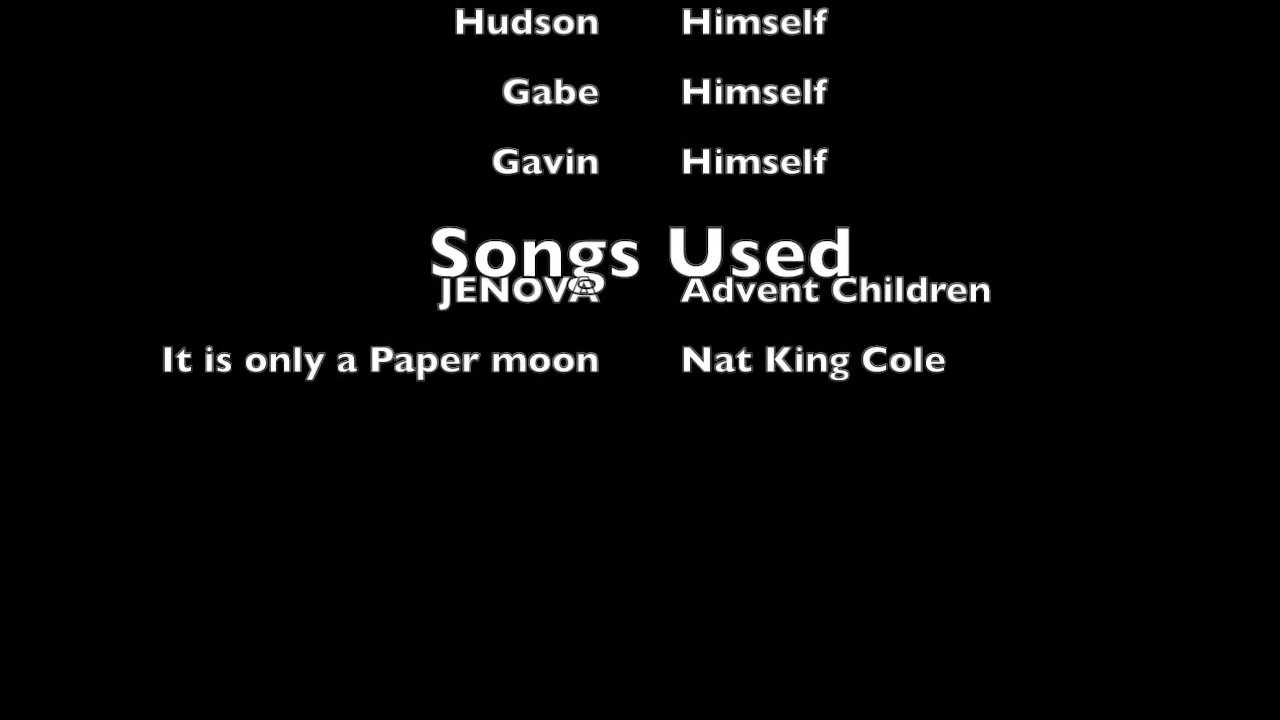 Hudson Himself
Gabe Himself
Gavin Himself
Songs Used
JENOVA Advent Children
It is only a Paper moon Nat King Cole